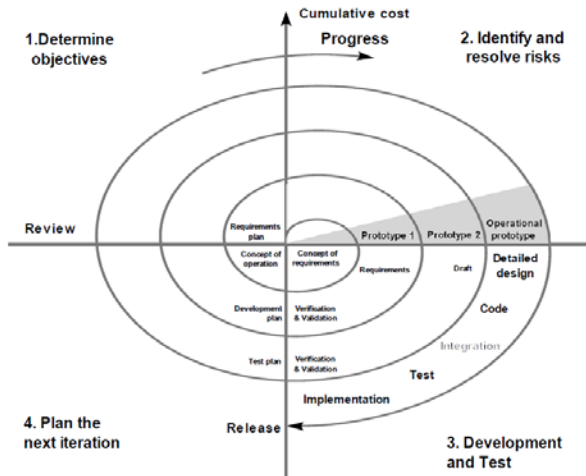 Cumulative cost
1.Determine
objectives
Progress
2. Identify and
resolve risks
Review
Requirements
plan
Prototype 1
Prototype 2
Operational
prototype
Concept of
operation
Concept of
requirements
Requirements
Draft
Detailed
design
Development
plan
Verification
& Validation
Code
Integration
Test plan
Verification
& Validation
Test
Implementation
4. Plan the
next iteration
Release
3. Development
and Test